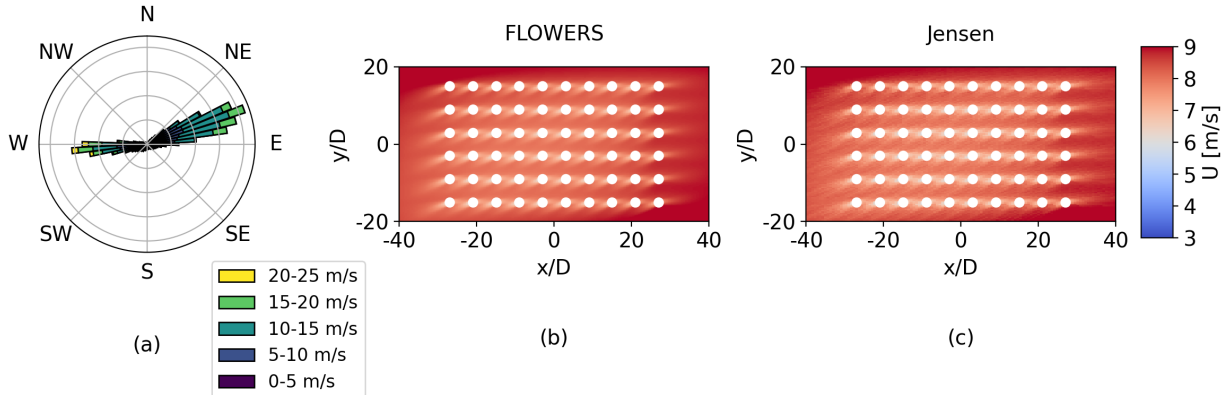 N
NW
NE
W
E
SW
SE
S
20-25 m/s
15-20 m/s
10-15 m/s
5-10 m/s
0-5 m/s
(a)
FLOWERS
20
0
-20
y/D
-40
-20
0
20
40
x/D
(b)
Jensen
20
0
-20
y/D
-40
-20
0
20
40
x/D
(c)
9
8
7
6
5
4
3
U [m/s]